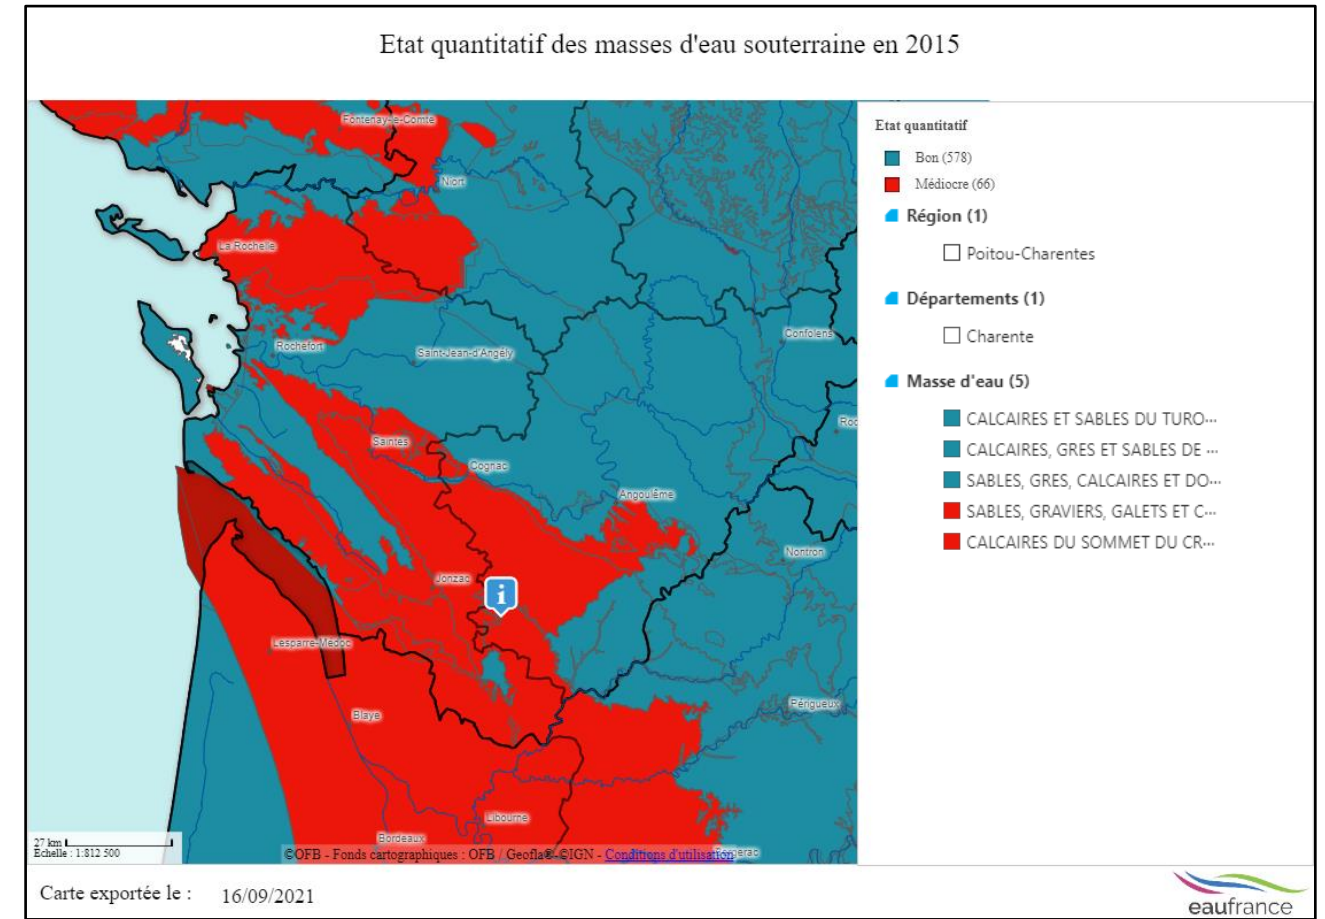 Etat quantitatif des masses d'eau souterraine en 2015
Etat quantitatif
Bon (578)
Médiocre (66)
Région (1)
Poitou-Charentes
Départements (1)
Charente
Masse d'eau (5)
CALCAIRES ET SABLES DU TURO...
CALCAIRES, GRES ET SABLES DE ...
SABLES, GRES, CALCAIRES ET DO...
SABLES, GRAVIERS, GALETS ET C...
CALCAIRES DU SOMMET DU CR...
Fontenay-le-Comte
Niort
La Rochelle
Confolens
Rochefort
Saint-Jean-d'Angély
Roc
Saintes
Cognac
Angoulême
Nontron
Jonzac
i
Lesparre-Médoc
Périgueux
Blaye
Libourne
Bordeaux
27 km
Echelle : 1:812 500
©OFB - Fonds cartographiques : OFB / Geofla®-©IGN - Conditions d'utilisation
erac
Carte exportée le : 16/09/2021
eaufrance